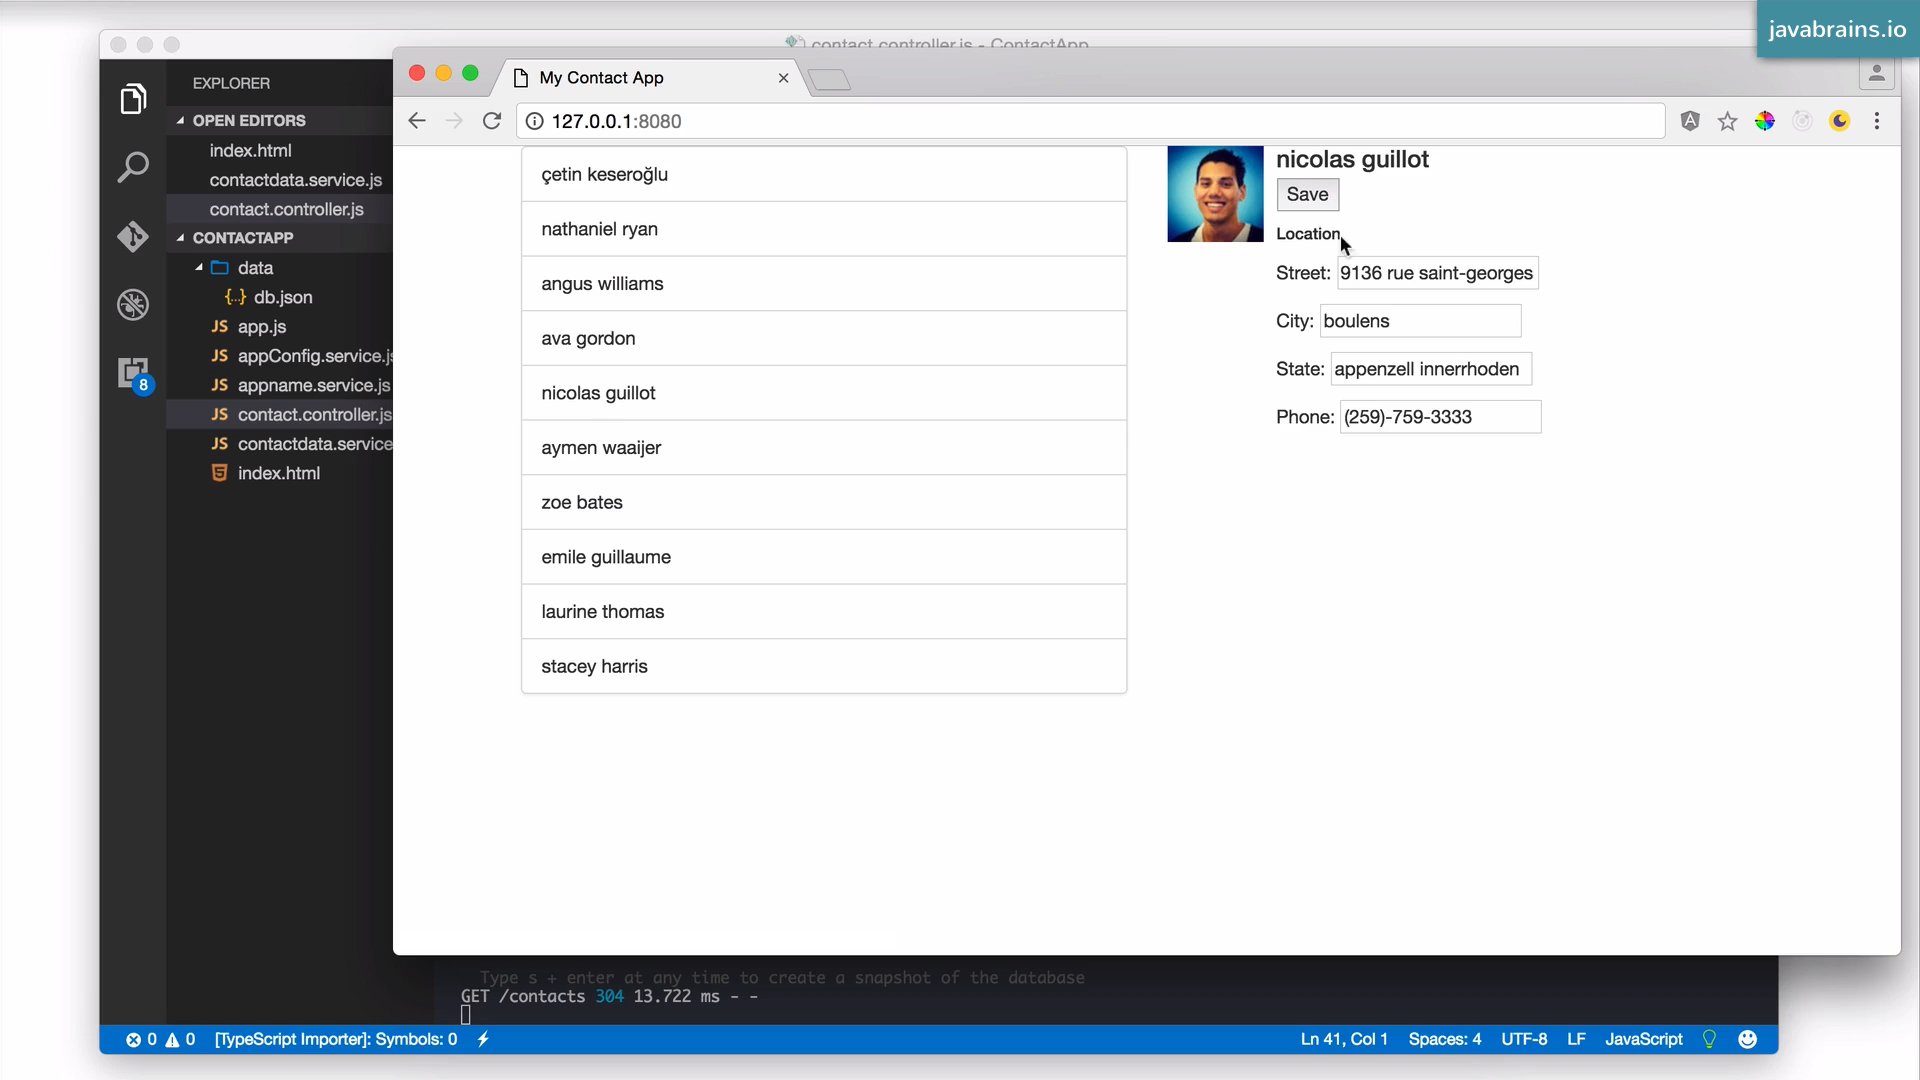 javabrains.io
contact.controller.js - ContactApp
EXPLORER
OPEN EDITORS
index.html
contactdata.service.js
contact.controller.js
CONTACTAPP
data
{..} db.json
JS app.js
JS appConfig.service.js
JS appname.service.js
JS contact.controller.js
JS contactdata.service
index.html
8
My Contact App
127.0.0.1:8080
çetin keseroğlu
nathaniel ryan
angus williams
ava gordon
nicolas guillot
aymen waaijer
zoe bates
emile guillaume
laurine thomas
stacey harris
nicolas guillot
Save
Location
Street: 9136 rue saint-georges
City: boulens
State: appenzell innerrhoden
Phone: (259)-759-3333
Type s + enter at any time to create a snapshot of the database
GET /contacts 304 13.722 ms - -
0 0 [TypeScript Importer]: Symbols: 0
Ln 41, Col 1 Spaces: 4 UTF-8 LF JavaScript